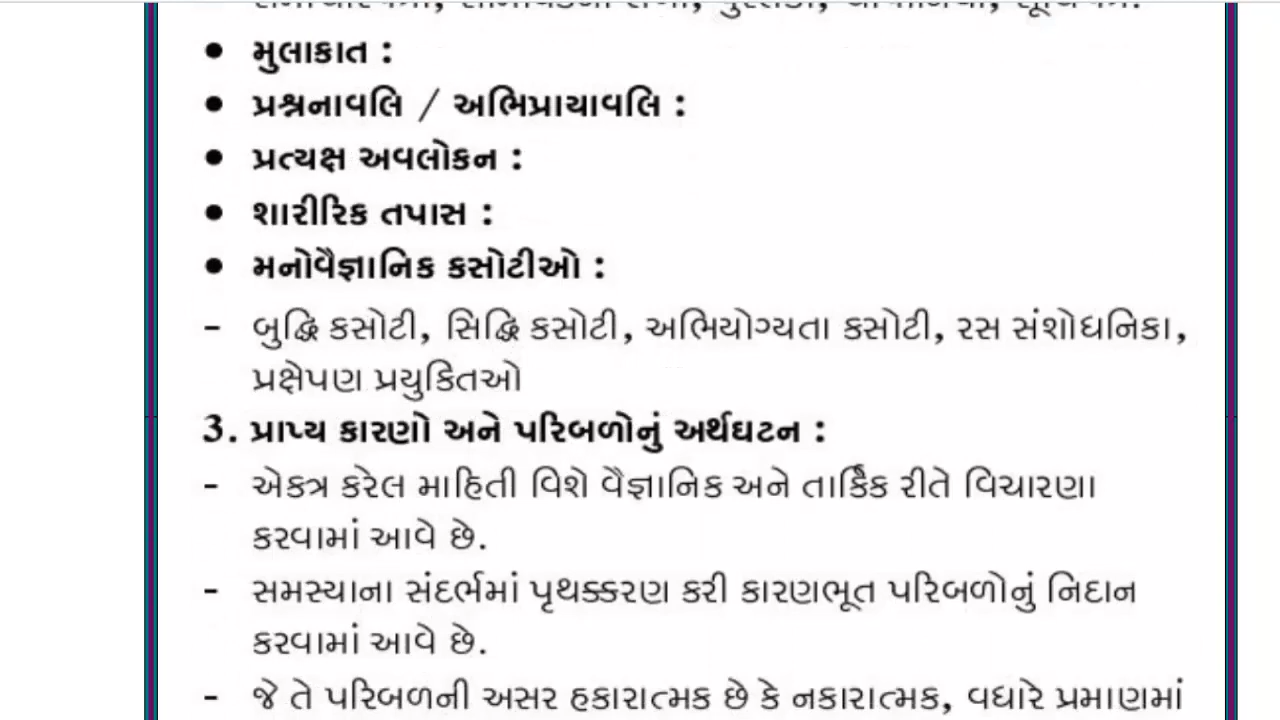 • મુલાકાત :
• પ્રશ્નાવલિ / અભિપ્રાયાવલિ :
• પ્રત્યક્ષ અવલોકન :
• શારીરિક તપાસ :
• મનોવૈજ્ઞાનિક કસોટીઓ :
- બુદ્ધિ કસોટી, સિદ્ધિ કસોટી, અભિયોગ્યતા કસોટી, રસ સંશોધનિકા,
પ્રક્ષેપણ પ્રયુકિતઓ
3. પ્રાપ્ય કારણો અને પરિબળોનું અર્થઘટન :
- એકત્ર કરેલ માહિતી વિશે વૈજ્ઞાનિક અને તાર્કિક રીતે વિચારણા
કરવામાં આવે છે.
- સમસ્યાના સંદર્ભમાં પૃથક્કરણ કરી કારણભૂત પરિબળોનું નિદાન
કરવામાં આવે છે.
- જે તે પરિબળની અસર હકારાત્મક છે કે નકારાત્મક, વધારે પ્રમાણમાં